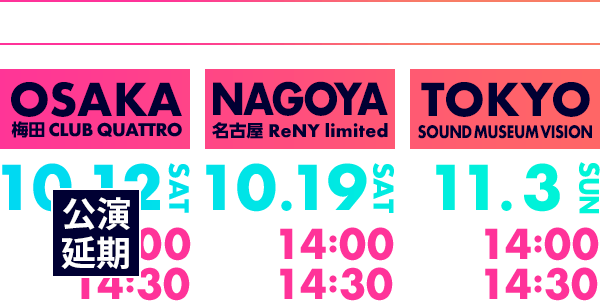 OSAKA
梅田 CLUB QUATTRO
10.12 SAT
公演
延期
:00
14:30
NAGOYA
名古屋 ReNY limited
10.19 SAT
14:00
14:30
TOKYO
SOUND MUSEUM VISION
11.3 SUN
14:00
14:30